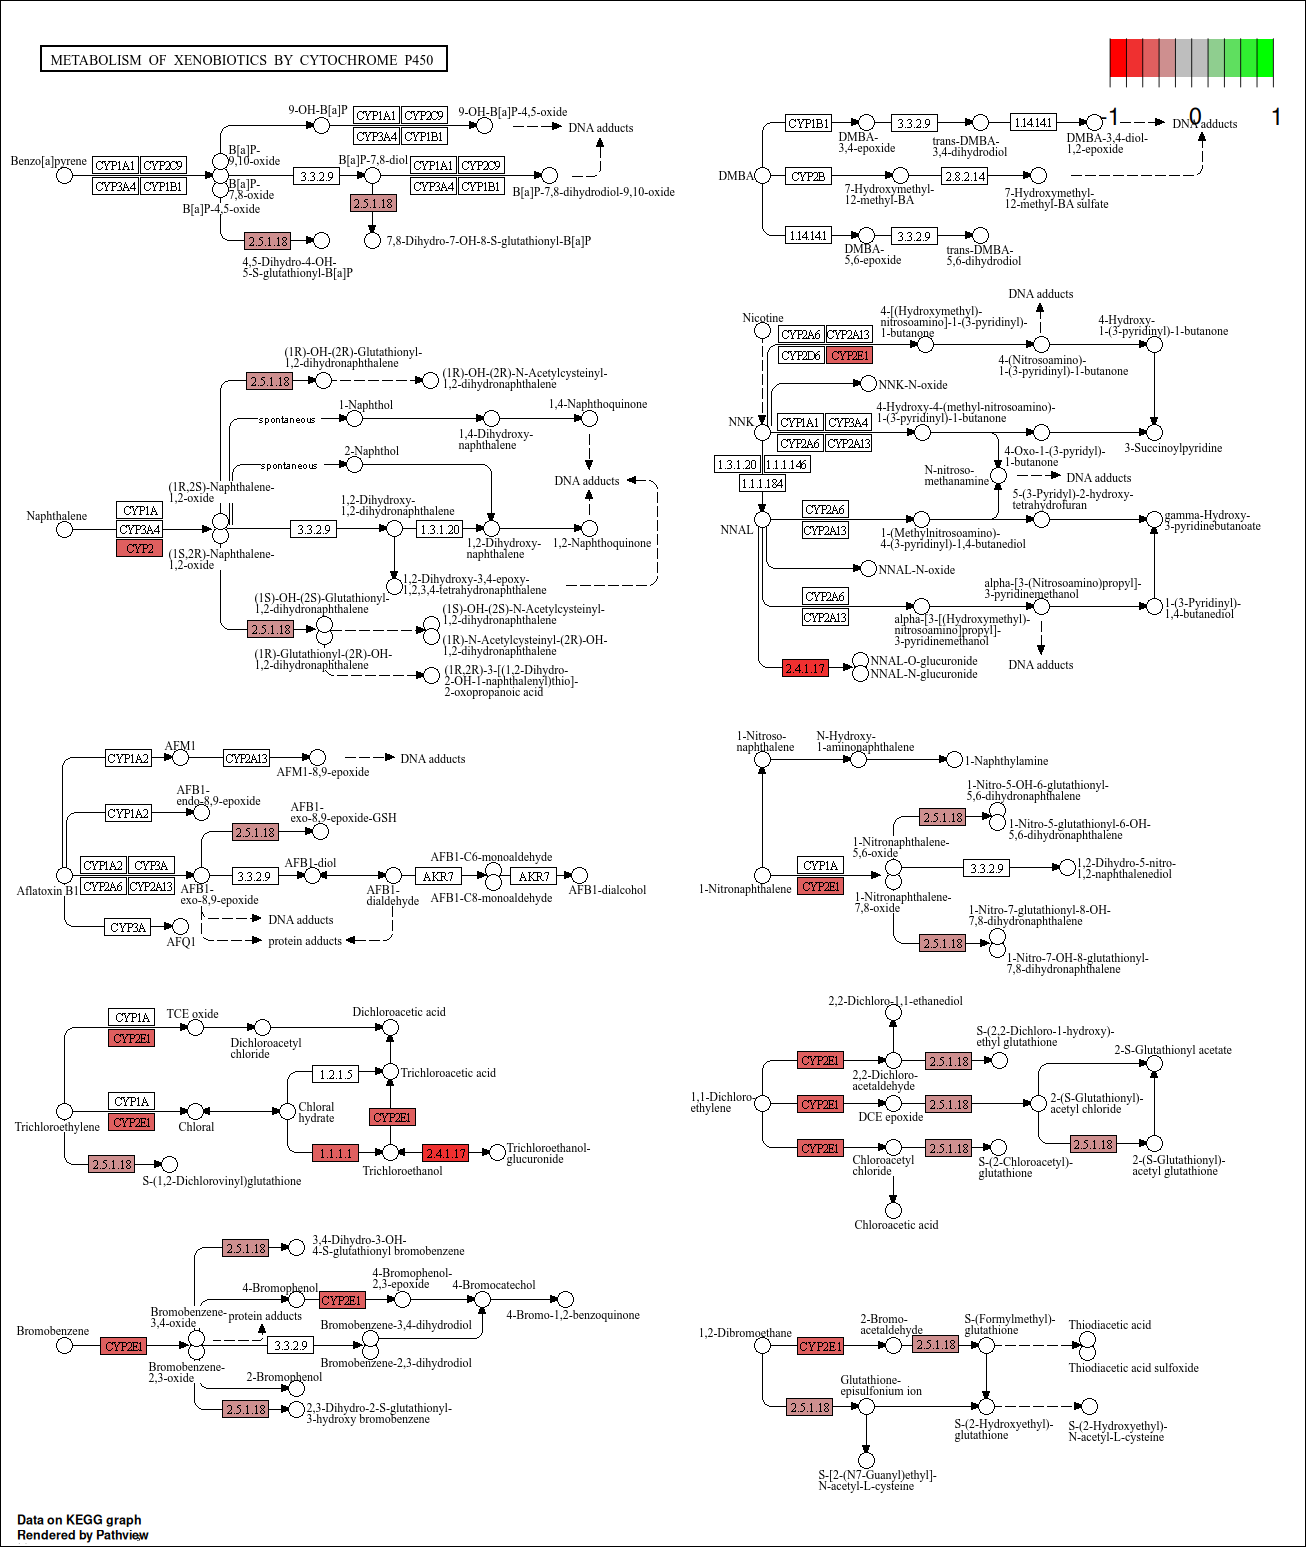 METABOLISM OF XENOBIOTICS BY CYTOCHROME P450
-1 0 1
Benzo[a]pyrene
CYP1A1 CYP2C9
CYP3A4 CYP1B1
B[a]P-
9,10-oxide
B[a]P-
7,8-oxide
B[a]P-4,5-oxide
9-OH-B[a]P
CYP1A1 CYP2C9
CYP3A4 CYP1B1
9-OH-B[a]P-4,5-oxide
DNA adducts
3.3.2.9
B[a]P-7,8-diol
CYP1A1 CYP2C9
CYP3A4 CYP1B1
B[a]P-7,8-dihydrodiol-9,10-oxide
2.5.1.18
7,8-Dihydro-7-OH-8-S-glutathionyl-B[a]P
2.5.1.18
4,5-Dihydro-4-OH-
5-S-glutathionyl-B[a]P
DMBA
CYP1B1
DMBA-
3,4-epoxide
3.3.2.9
trans-DMBA-
3,4-dihydrodiol
1.14.14.1
DMBA-3,4-diol-
1,2-epoxide
DNA adducts
CYP2B
7-Hydroxymethyl-
12-methyl-BA
2.8.2.14
7-Hydroxymethyl-
12-methyl-BA sulfate
1.14.14.1
DMBA-
5,6-epoxide
3.3.2.9
trans-DMBA-
5,6-dihydrodiol
Naphthalene
CYP1A
CYP3A4
CYP2
(1R,2S)-Naphthalene-
1,2-oxide
(1S,2R)-Naphthalene-
1,2-oxide
2.5.1.18
(1R)-OH-(2R)-Glutathionyl-
1,2-dihydronaphthalene
(1R)-OH-(2R)-N-Acetylcysteinyl-
1,2-dihydronaphthalene
spontaneous
1-Naphthol
1,4-Dihydroxy-
naphthalene
1,4-Naphthoquinone
spontaneous
2-Naphthol
DNA adducts
3.3.2.9
1,2-Dihydroxy-
1,2-dihydronaphthalene
1.3.1.20
1,2-Dihydroxy-
naphthalene
1,2-Naphthoquinone
1,2-Dihydroxy-3,4-epoxy-
1,2,3,4-tetrahydronaphthalene
2.5.1.18
(1S)-OH-(2S)-Glutathionyl-
1,2-dihydronaphthalene
(1R)-Glutathionyl-(2R)-OH-
1,2-dihydronaphthalene
(1S)-OH-(2S)-N-Acetylcysteinyl-
1,2-dihydronaphthalene
(1R)-N-Acetylcysteinyl-(2R)-OH-
1,2-dihydronaphthalene
(1R,2R)-3-[(1,2-Dihydro-
2-OH-1-naphthalenyl)thio]-
2-oxopropanoic acid
Nicotine
CYP2A6 CYP2A13
CYP2D6 CYP2E1
4-[(Hydroxymethyl)-
nitrosoamino]-1-(3-pyridinyl)-
1-butanone
DNA adducts
4-(Nitrosoamino)-
1-(3-pyridinyl)-1-butanone
4-Hydroxy-
1-(3-pyridinyl)-1-butanone
NNK-N-oxide
NNK
CYP1A1 CYP3A4
CYP2A6 CYP2A13
4-Hydroxy-4-(methyl-nitrosoamino)-
1-(3-pyridinyl)-1-butanone
4-Oxo-1-(3-pyridyl)-
1-butanone
3-Succinoylpyridine
1.3.1.20 1.1.1.146
1.1.1.184
N-nitroso-
methanamine
DNA adducts
NNAL
CYP2A6
CYP2A13
1-(Methylnitrosoamino)-
4-(3-pyridinyl)-1,4-butanediol
5-(3-Pyridyl)-2-hydroxy-
tetrahydrofuran
gamma-Hydroxy-
3-pyridinebutanoate
NNAL-N-oxide
CYP2A6
CYP2A13
alpha-[3-[(Hydroxymethyl)-
nitrosoamino]propyl]-
3-pyridinemethanol
alpha-[3-(Nitrosoamino)propyl]-
3-pyridinemethanol
1-(3-Pyridinyl)-
1,4-butanediol
DNA adducts
2.4.1.17
NNAL-O-glucuronide
NNAL-N-glucuronide
Aflatoxin B1
CYP1A2
AFM1
CYP2A13
AFM1-8,9-epoxide
DNA adducts
CYP1A2
AFB1-
endo-8,9-epoxide
2.5.1.18
AFB1-
exo-8,9-epoxide-GSH
CYP1A2 CYP3A
CYP2A6 CYP2A13
AFB1-
exo-8,9-epoxide
3.3.2.9
AFB1-diol
AFB1-
dialdehyde
AKR7
AFB1-C6-monoaldehyde
AFB1-C8-monoaldehyde
AKR7
AFB1-dialcohol
DNA adducts
protein adducts
CYP3A
AFQ1
1-Nitroso-
naphthalene
N-Hydroxy-
1-aminonaphthalene
1-Naphthylamine
1-Nitronaphthalene
CYP1A
CYP2E1
1-Nitronaphthalene-
5,6-oxide
1-Nitronaphthalene-
7,8-oxide
2.5.1.18
1-Nitro-5-OH-6-glutathionyl-
5,6-dihydronaphthalene
1-Nitro-5-glutathionyl-6-OH-
5,6-dihydronaphthalene
3.3.2.9
1,2-Dihydro-5-nitro-
1,2-naphthalenediol
2.5.1.18
1-Nitro-7-glutathionyl-8-OH-
7,8-dihydronaphthalene
1-Nitro-7-OH-8-glutathionyl-
7,8-dihydronaphthalene
Trichloroethylene
CYP1A
CYP2E1
TCE oxide
Dichloroacetyl
chloride
Dichloroacetic acid
1.2.1.5
Trichloroacetic acid
CYP1A
CYP2E1
Chloral
Chloral
hydrate
CYP2E1
1.1.1.1
Trichloroethanol
2.4.1.17
Trichloroethanol-
glucuronide
2.5.1.18
S-(1,2-Dichlorovinyl)glutathione
1,1-Dichloro-
ethylene
2,2-Dichloro-1,1-ethanediol
CYP2E1
2,2-Dichloro-
acetaldehyde
2.5.1.18
S-(2,2-Dichloro-1-hydroxy)-
ethyl glutathione
CYP2E1
DCE epoxide
2.5.1.18
2-(S-Glutathionyl)-
acetyl chloride
2-S-Glutathionyl acetate
CYP2E1
Chloroacetyl
chloride
2.5.1.18
S-(2-Chloroacetyl)-
glutathione
2.5.1.18
2-(S-Glutathionyl)-
acetyl glutathione
Chloroacetic acid
Bromobenzene
CYP2E1
Bromobenzene-
3,4-oxide
Bromobenzene-
2,3-oxide
2.5.1.18
3,4-Dihydro-3-OH-
4-S-glutathionyl bromobenzene
4-Bromophenol
CYP2E1
4-Bromophenol-
2,3-epoxide
4-Bromocatechol
4-Bromo-1,2-benzoquinone
protein adducts
3.3.2.9
Bromobenzene-3,4-dihydrodiol
Bromobenzene-2,3-dihydrodiol
2-Bromophenol
2.5.1.18
2,3-Dihydro-2-S-glutathionyl-
3-hydroxy bromobenzene
1,2-Dibromoethane
CYP2E1
2-Bromo-
acetaldehyde
2.5.1.18
S-(Formylmethyl)-
glutathione
Thiodiacetic acid
Thiodiacetic acid sulfoxide
2.5.1.18
Glutathione-
episulfonium ion
S-(2-Hydroxyethyl)-
glutathione
S-(2-Hydroxyethyl)-
N-acetyl-L-cysteine
S-[2-(N7-Guanyl)ethyl]-
N-acetyl-L-cysteine
Data on KEGG graph
Rendered by Pathview